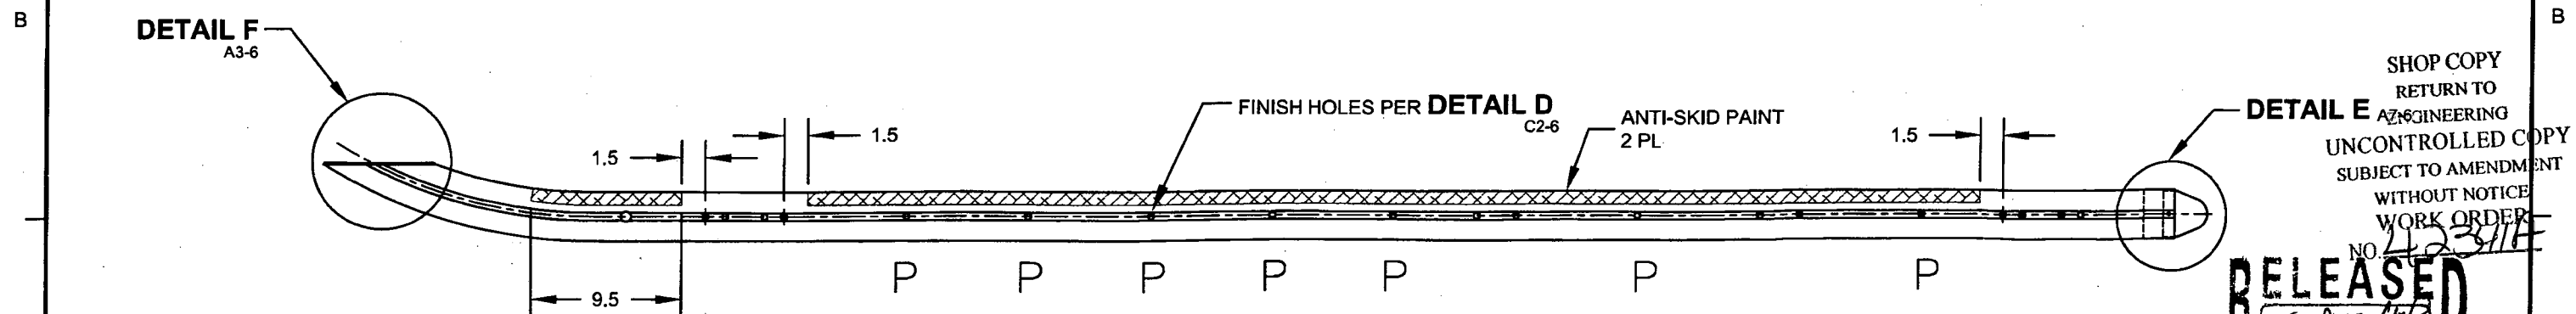 B
B
DETAIL F
A3-6
SHOP COPY
RETURN TO
ENGINEERING
UNCONTROLLED COPY
SUBJECT TO AMENDMENT
WITHOUT NOTICE
WORK ORDER
NO.
RELEASED
DETAIL E
FINISH HOLES PER DETAIL D
C2-6
ANTI-SKID PAINT
2 PL
1.5
1.5
1.5
9.5
P P P P P P P